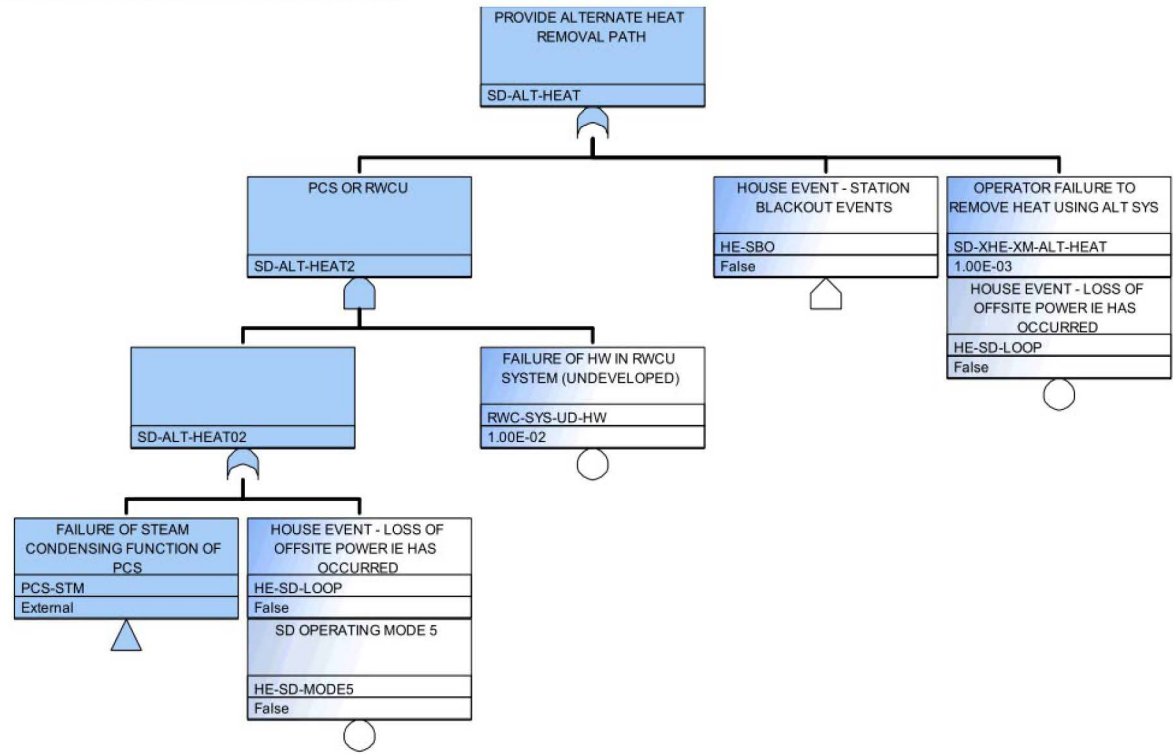 PROVIDE ALTERNATE HEAT
REMOVAL PATH
SD-ALT-HEAT
PCS OR RWCU
SD-ALT-HEAT2
HOUSE EVENT - STATION
BLACKOUT EVENTS
HE-SBO
False
OPERATOR FAILURE TO
REMOVE HEAT USING ALT SYS
SD-XHE-XM-ALT-HEAT
1.00E-03
HOUSE EVENT - LOSS OF
OFFSITE POWER IE HAS
OCCURRED
HE-SD-LOOP
False
SD-ALT-HEAT02
FAILURE OF HW IN RWCU
SYSTEM (UNDEVELOPED)
RWC-SYS-UD-HW
1.00E-02
FAILURE OF STEAM
CONDENSING FUNCTION OF
PCS
PCS-STM
External
HOUSE EVENT - LOSS OF
OFFSITE POWER IE HAS
OCCURRED
HE-SD-LOOP
False
SD OPERATING MODE 5
HE-SD-MODE5
False